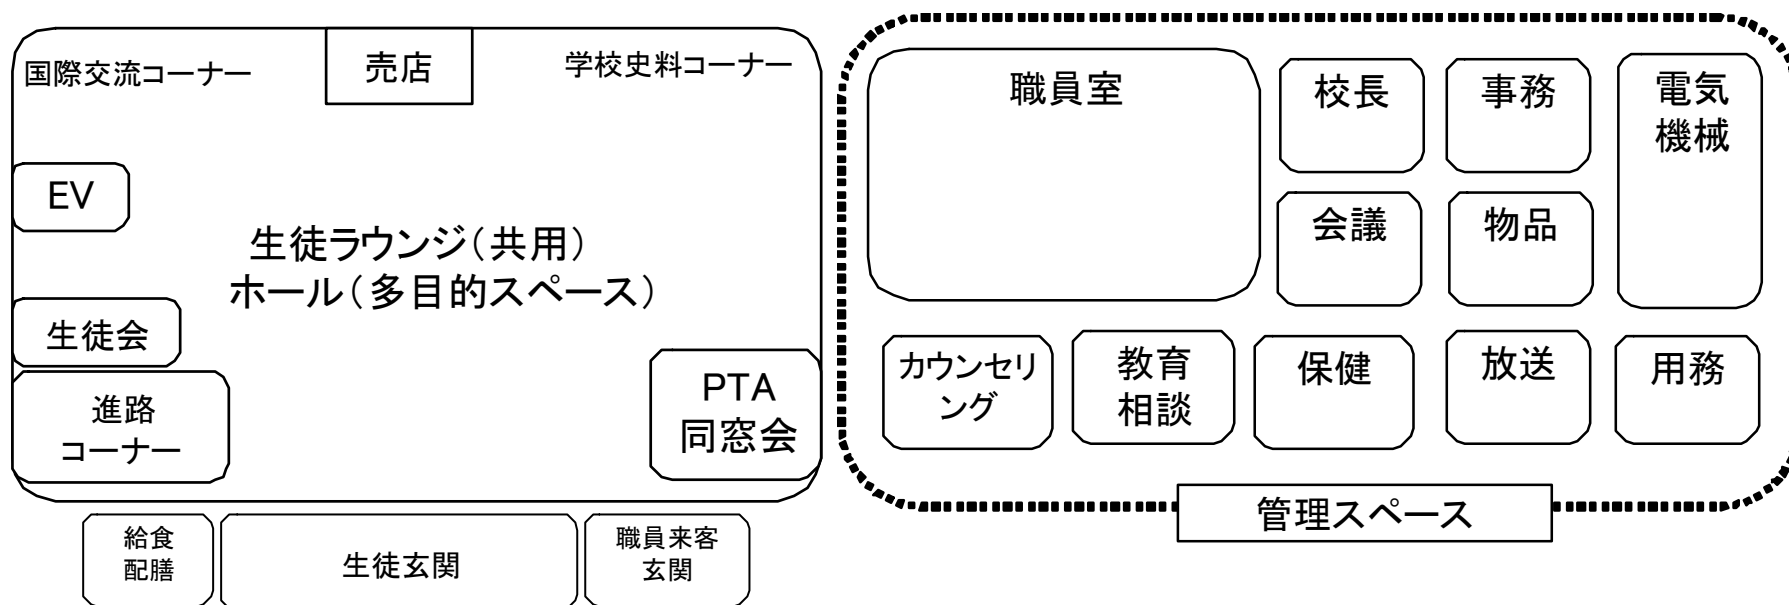 国際交流コーナー
売店
学校史料コーナー
EV
生徒ラウンジ（共用）
ホール（多目的スペース）
生徒会
進路
コーナー
PTA
同窓会
給食
配膳
生徒玄関
職員来客
玄関
職員室
校長
事務
電気
機械
会議
物品
カウンセリ
ング
教育
相談
保健
放送
用務
管理スペース